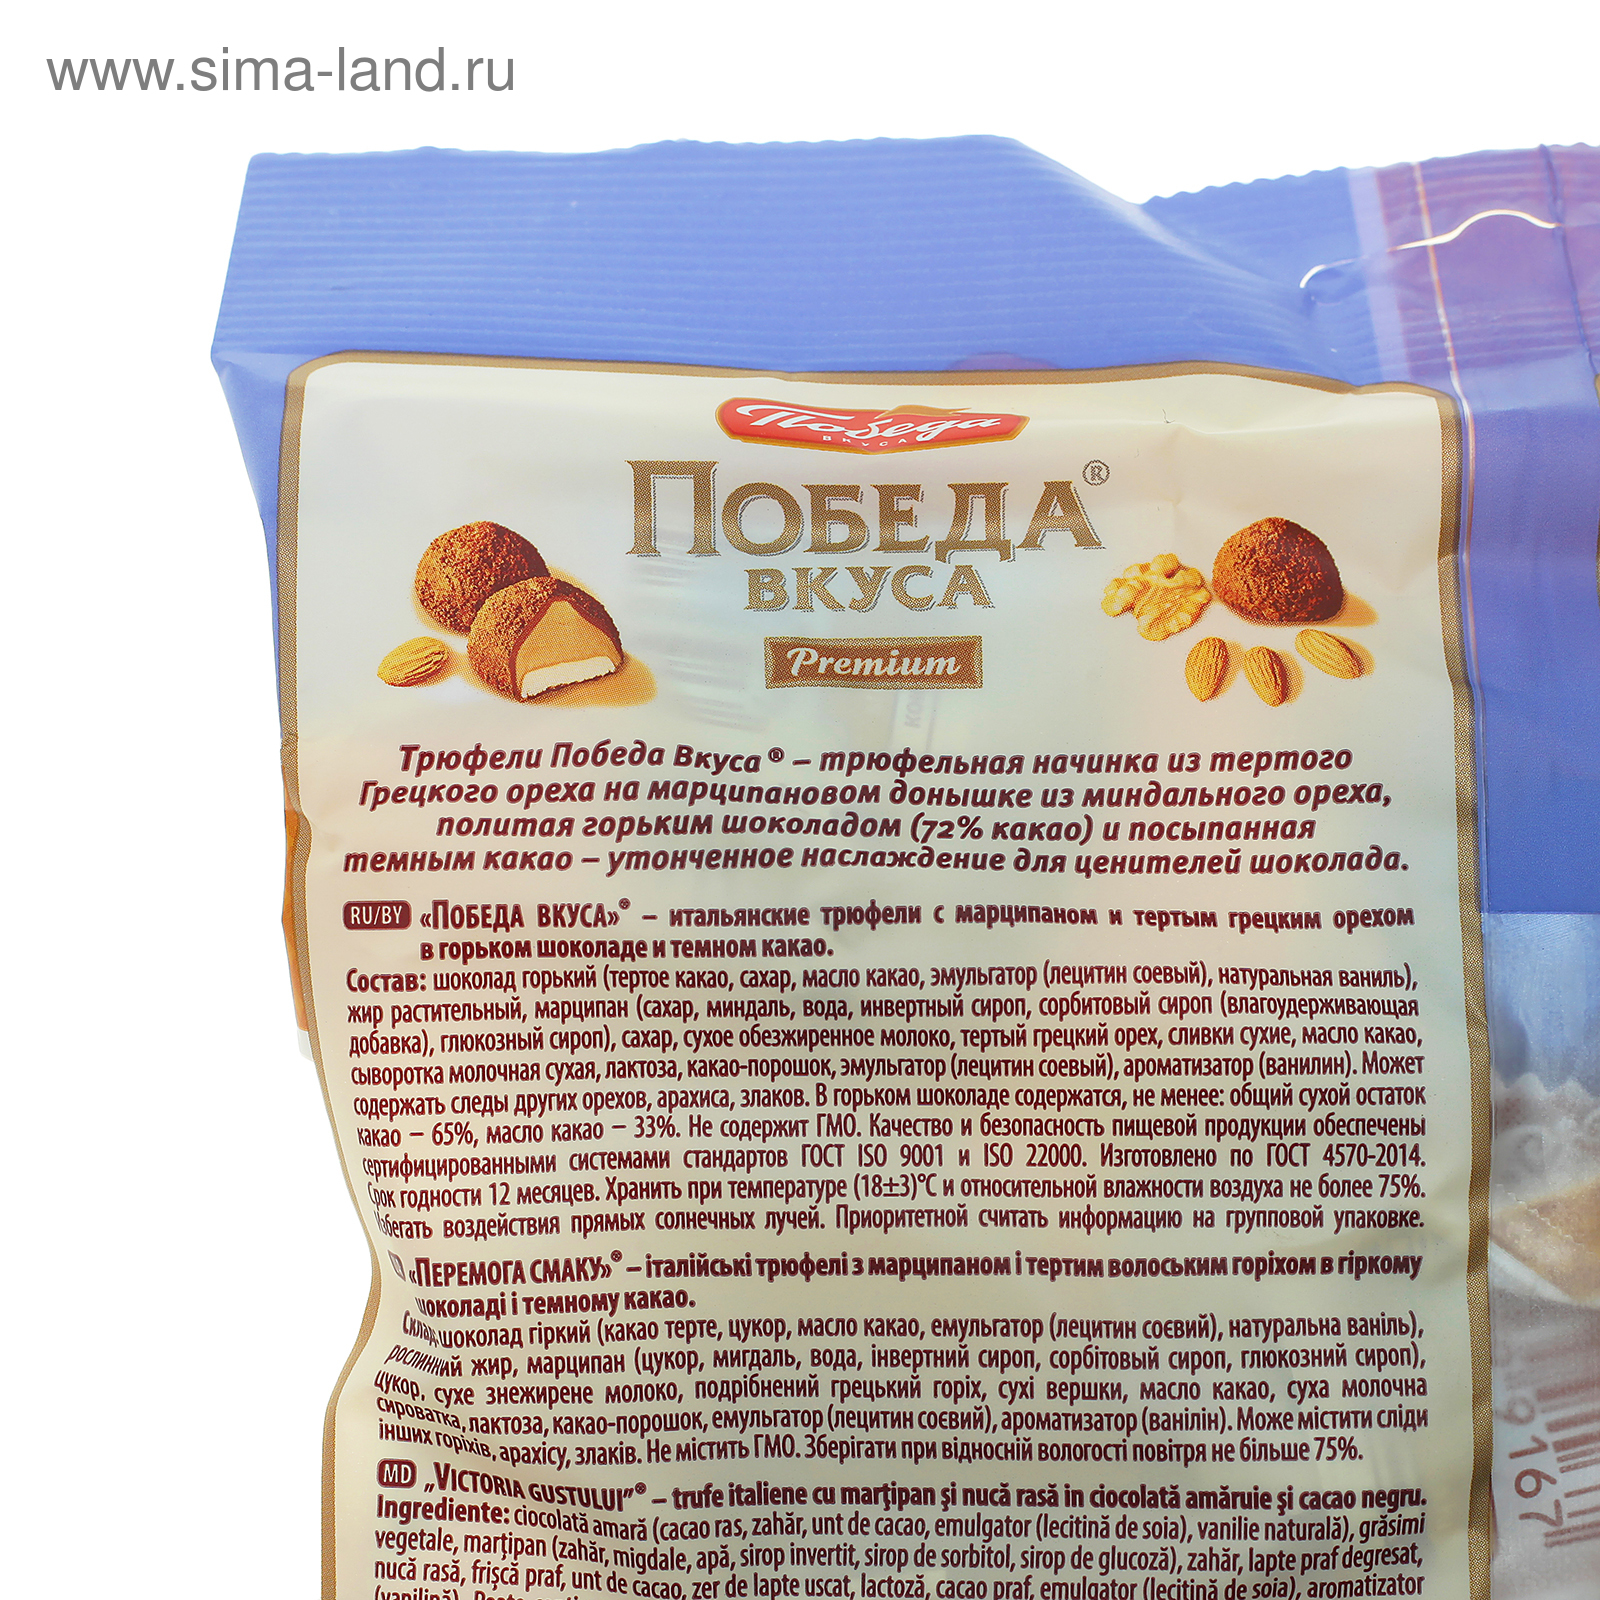 www.sima-land.ru
Победа
ВКУСА
ПОБЕДА®
ВКУСА
Premium
Трюфели Победа Вкуса® – трюфельная начинка из тертого
Грецкого ореха на марципановом донышке из миндального ореха,
политая горьким шоколадом (72% какао) и посыпанная
темным какао – утонченное наслаждение для ценителей шоколада.
RU/BY «ПОБЕДА ВКУСА»® – итальянские трюфели с марципаном и тертым грецким орехом
в горьком шоколаде и темном какао.
Состав: шоколад горький (тертое какао, сахар, масло какао, эмульгатор (лецитин соевый), натуральная ваниль),
жир растительный, марципан (сахар, миндаль, вода, инвертный сироп, сорбитовый сироп (влагоудерживающая
добавка), глюкозный сироп), сахар, сухое обезжиренное молоко, тертый грецкий орех, сливки сухие, масло какао,
сыворотка молочная сухая, лактоза, какао-порошок, эмульгатор (лецитин соевый), ароматизатор (ванилин). Может
содержать следы других орехов, арахиса, злаков. В горьком шоколаде содержатся, не менее: общий сухой остаток
какао – 65%, масло какао – 33%. Не содержит ГМО. Качество и безопасность пищевой продукции обеспечены
сертифицированными системами стандартов ГОСТ ISO 9001 и ISO 22000. Изготовлено по ГОСТ 4570-2014.
Срок годности 12 месяцев. Хранить при температуре (18±3)°С и относительной влажности воздуха не более 75%.
Избегать воздействия прямых солнечных лучей. Приоритетной считать информацию на групповой упаковке.
«ПЕРЕМОГА СМАКУ»® – італійські трюфелі з марципаном і тертим волоським горіхом в гіркому
шоколаді і темному какао.
Склад: шоколад гіркий (какао терте, цукор, масло какао, емульгатор (лецитин соєвий), натуральна ваніль),
рослинний жир, марципан (цукор, мигдаль, вода, інвертний сироп, сорбітовый сироп, глюкозний сироп),
цукор, сухе знежирене молоко, подрібнений грецький горіх, сухі вершки, масло какао, суха молочна
сироватка, лактоза, какао-порошок, емульгатор (лецитин соєвий), ароматизатор (ванілін). Може містити сліди
інших горіхів, арахісу, злаків. Не містить ГМО. Зберігати при відносній вологості повітря не більше 75%.
MD „VICTORIA GUSTULUI”® – trufe italiene cu marțipan și nucă rasă în ciocolată amăruie și cacao negru.
Ingrediente: ciocolată amară (cacao ras, zahăr, unt de cacao, emulgator (lecitină de soia), vanilie naturală), grăsimi
vegetale, marțipan (zahăr, migdale, apă, sirop invertit, sirop de sorbitol, sirop de glucoză), zahăr, lapte praf degresat,
nucă rasă, frișcă praf, unt de cacao, zer de lapte uscat, lactoză, cacao praf, emulgator (lecitină de soia), aromatizator
(vanilină).
9167